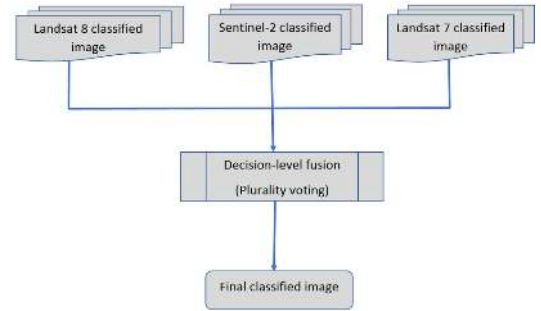 Landsat 8 classified
image
Sentinel-2 classified
image
Landsat 7 classified
image
Decision-level fusion
(Plurality voting)
Final classified image